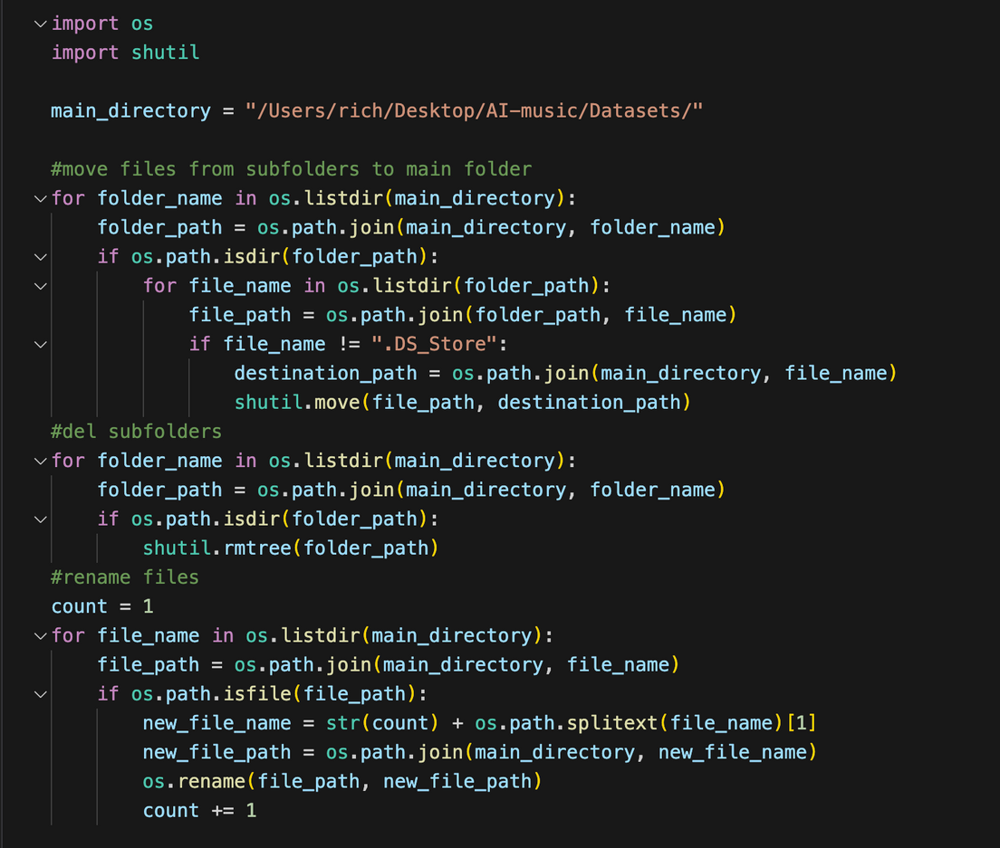 import os
import shutil
main_directory = "/Users/rich/Desktop/AI-music/Datasets/"
#move files from subfolders to main folder
for folder_name in os.listdir(main_directory):
    folder_path = os.path.join(main_directory, folder_name)
    if os.path.isdir(folder_path):
        for file_name in os.listdir(folder_path):
            file_path = os.path.join(folder_path, file_name)
            if file_name != ".DS_Store":
                destination_path = os.path.join(main_directory, file_name)
                shutil.move(file_path, destination_path)
#del subfolders
for folder_name in os.listdir(main_directory):
    folder_path = os.path.join(main_directory, folder_name)
    if os.path.isdir(folder_path):
        shutil.rmtree(folder_path)
#rename files
count = 1
for file_name in os.listdir(main_directory):
    file_path = os.path.join(main_directory, file_name)
    if os.path.isfile(file_path):
        new_file_name = str(count) + os.path.splitext(file_name)[1]
        new_file_path = os.path.join(main_directory, new_file_name)
        os.rename(file_path, new_file_path)
        count += 1